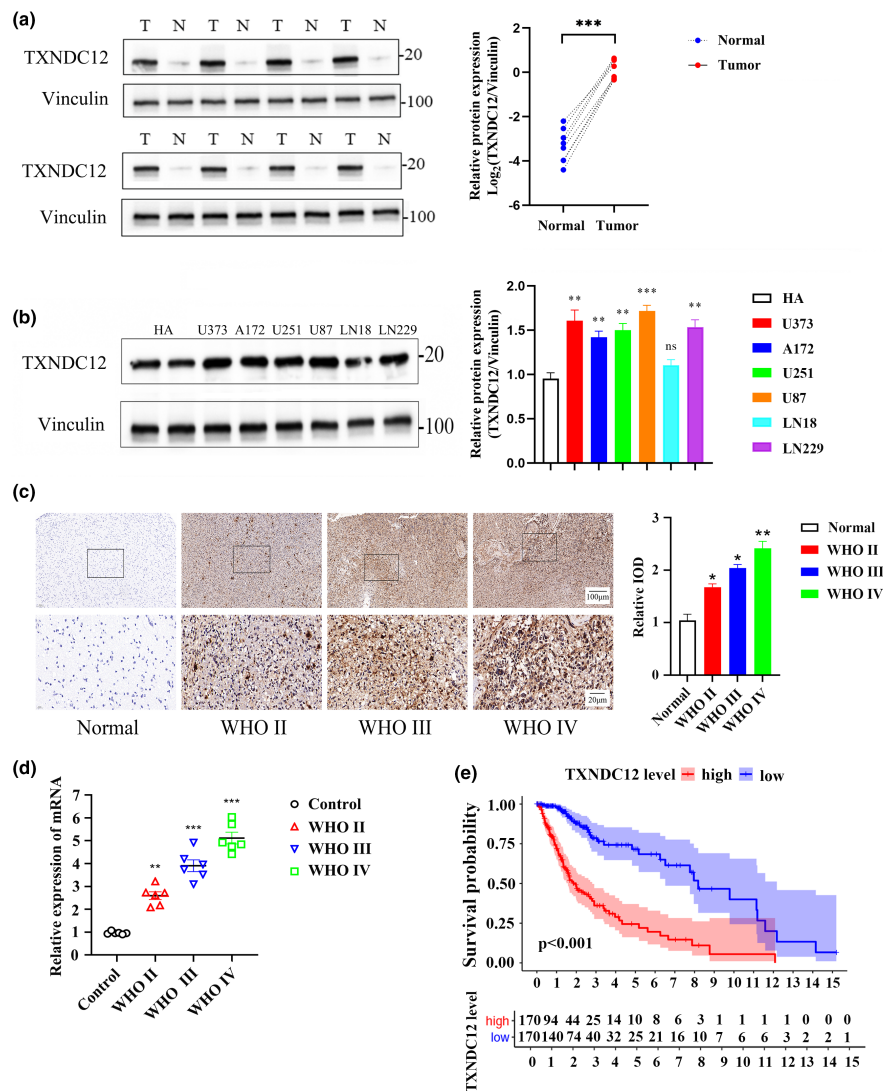 (a)
T N T N T N T N
TXNDC12
20
Vinculin
100
T N T N T N T N
TXNDC12
20
Vinculin
100
Relative protein expression
Log2(TXNDC12/Vinculin)
2
0
-2
-4
-6
***
Normal Tumor
Normal
Tumor
(b)
HA U373 A172 U251 U87 LN18 LN229
TXNDC12
20
Vinculin
100
Relative protein expression
(TXNDC12/Vinculin)
2.0
1.5
1.0
0.5
0.0
** ** ** *** ns **
HA
U373
A172
U251
U87
LN18
LN229
(c)
100μm
20μm
Normal WHO II WHO III WHO IV
Relative IOD
3
2
1
0
* * **
Normal WHO II WHO III WHO IV
Normal
WHO II
WHO III
WHO IV
(d)
Relative expression of mRNA
7
6
5
4
3
2
1
0
** *** ***
Control WHO II WHO III WHO IV
Control
WHO II
WHO III
WHO IV
(e)
TXNDC12 level high low
Survival probability
1.00
0.75
0.50
0.25
0.00
p<0.001
0 1 2 3 4 5 6 7 8 9 10 11 12 13 14 15
TXNDC12 level
high 170 94 44 25 14 10 8 6 3 1 1 1 1 0 0 0
low 170 140 74 40 32 25 21 16 10 7 6 6 3 2 2 1
0 1 2 3 4 5 6 7 8 9 10 11 12 13 14 15